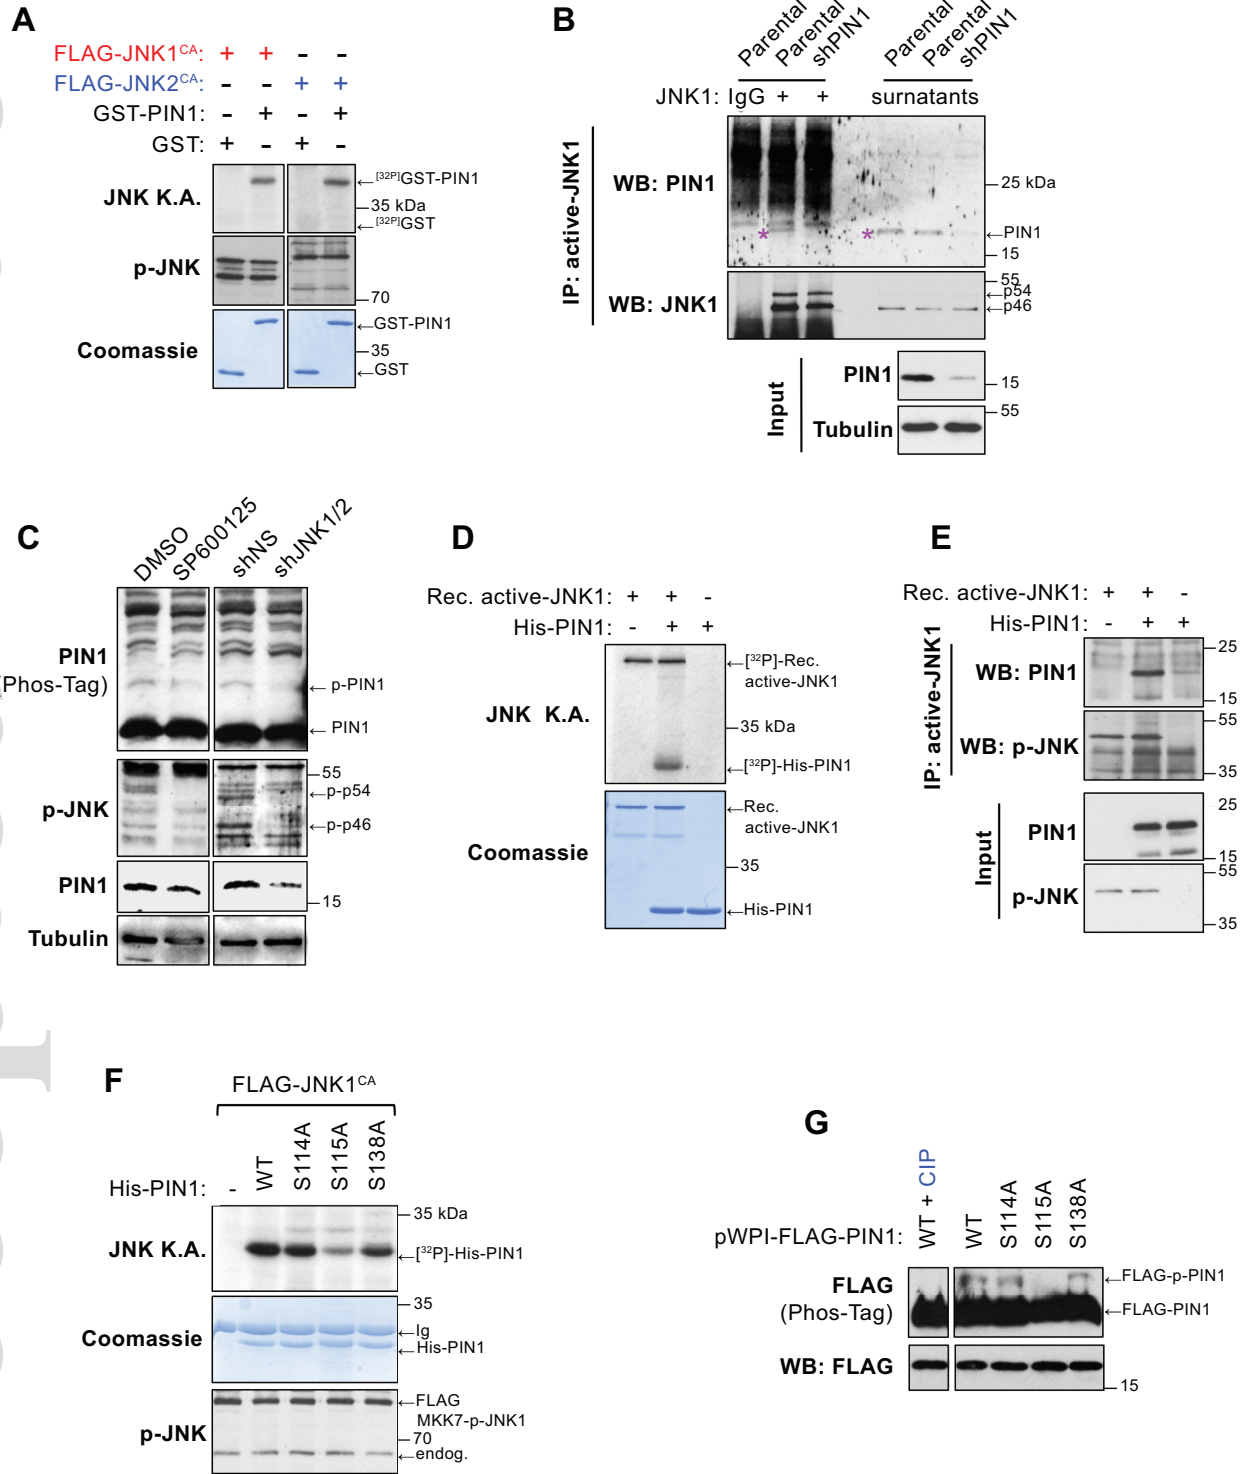 A
FLAG-JNK1CA: + + - -
FLAG-JNK2CA: - - + +
GST-PIN1: - + - +
GST: + - + -
JNK K.A.
←[32P]GST-PIN1
35 kDa
←[32P]GST
p-JNK
70
Coomassie
←GST-PIN1
35
←GST
B
Parental
Parental
shPIN1
Parental
Parental
shPIN1
JNK1: IgG + +
surnatants
IP: active-JNK1
WB: PIN1
25 kDa
* *
←PIN1
15
WB: JNK1
55
←p54
←p46
Input
PIN1
15
Tubulin
55
C
DMSO
SP600125
shNS
shJNK1/2
PIN1
Phos-Tag)
← p-PIN1
← PIN1
p-JNK
55
←p-p54
←p-p46
PIN1
15
Tubulin
D
Rec. active-JNK1: + + -
His-PIN1: - + +
JNK K.A.
←[32P]-Rec.
active-JNK1
35 kDa
←[32P]-His-PIN1
Coomassie
←Rec.
active-JNK1
35
←His-PIN1
E
Rec. active-JNK1: + + -
His-PIN1: - + +
IP: active-JNK1
WB: PIN1
25
15
WB: p-JNK
55
35
Input
PIN1
25
15
p-JNK
55
35
F
FLAG-JNK1CA
His-PIN1: - WT S114A S115A S138A
JNK K.A.
35 kDa
←[32P]-His-PIN1
Coomassie
35
←Ig
←His-PIN1
p-JNK
←FLAG
MKK7-p-JNK1
70
←endog.
G
pWPI-FLAG-PIN1: WT + CIP WT S114A S115A S138A
FLAG
(Phos-Tag)
←FLAG-p-PIN1
←FLAG-PIN1
WB: FLAG
15